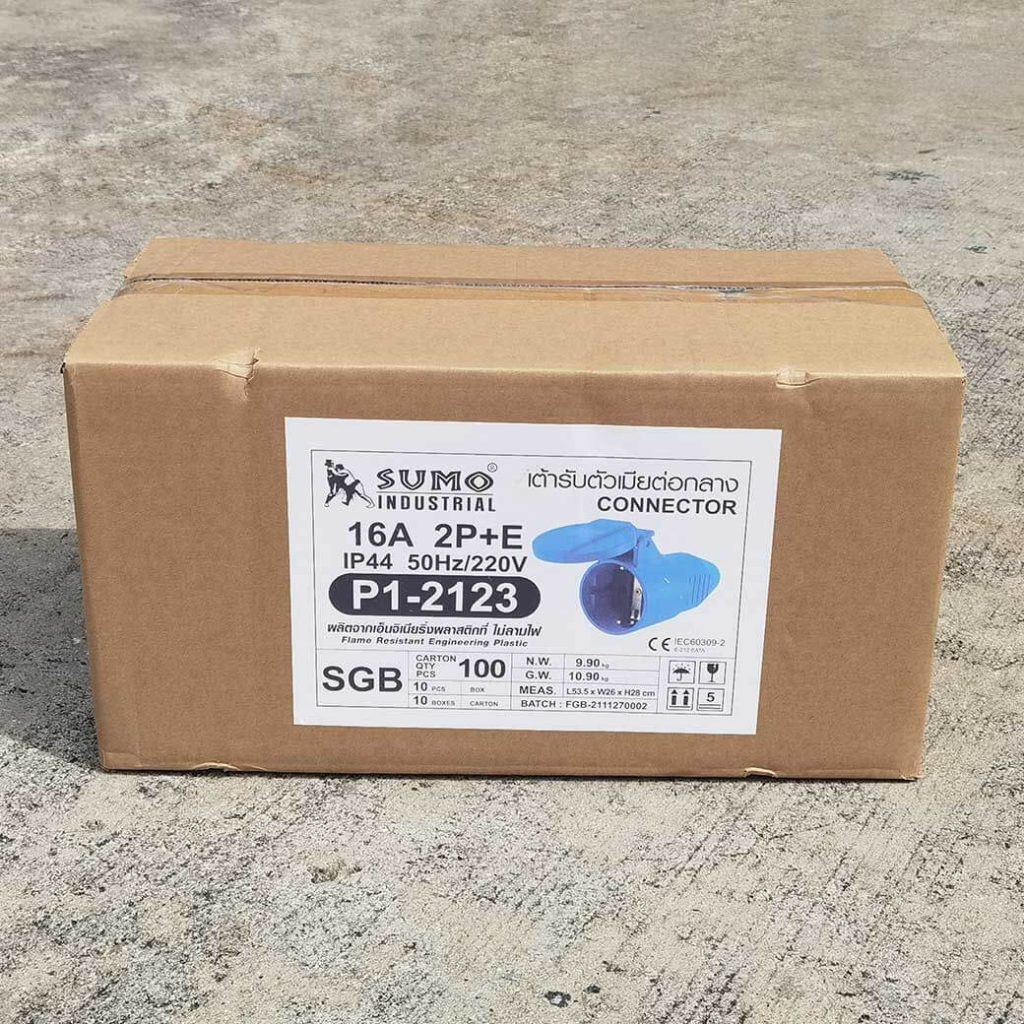 SUMO®
INDUSTRIAL
เต้ารับตัวเมียต่อกลาง
CONNECTOR
16A 2P+E
IP44 50Hz/220V
P1-2123
ผลิตจากเอ็นจิเนียริ่งพลาสติกที่ ไม่ลามไฟ
Flame Resistant Engineering Plastic
CE IEC60309-2
SGB
CARTON QTY PCS 100
10 PCS BOX
10 BOXES CARTON
N.W. 9.90 kg
G.W. 10.90 kg
MEAS. L53.5 x W26 x H28 cm
BATCH : FGB-2111270002
5